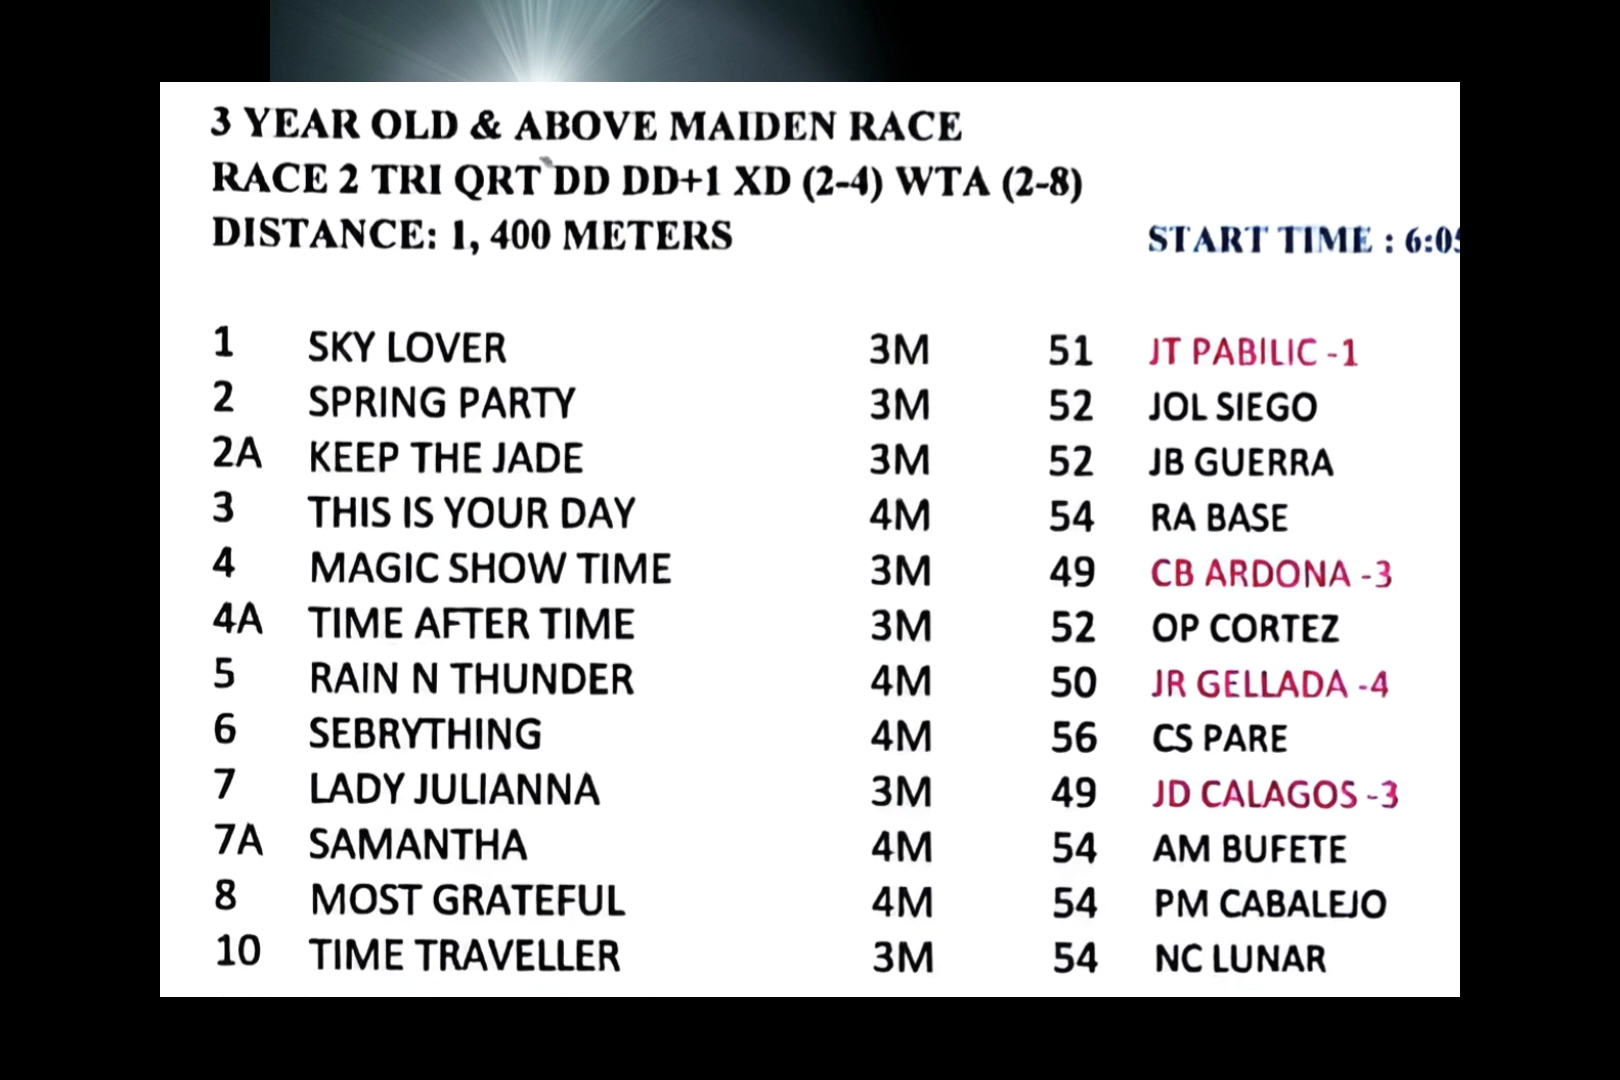 3 YEAR OLD & ABOVE MAIDEN RACE
RACE 2 TRI QRT DD DD+1 XD (2-4) WTA (2-8)
DISTANCE: 1, 400 METERS
START TIME : 6:05
1 SKY LOVER 3M 51 JT PABILIC -1
2 SPRING PARTY 3M 52 JOL SIEGO
2A KEEP THE JADE 3M 52 JB GUERRA
3 THIS IS YOUR DAY 4M 54 RA BASE
4 MAGIC SHOW TIME 3M 49 CB ARDONA -3
4A TIME AFTER TIME 3M 52 OP CORTEZ
5 RAIN N THUNDER 4M 50 JR GELLADA -4
6 SEBRYTHING 4M 56 CS PARE
7 LADY JULIANNA 3M 49 JD CALAGOS -3
7A SAMANTHA 4M 54 AM BUFETE
8 MOST GRATEFUL 4M 54 PM CABALEJO
10 TIME TRAVELLER 3M 54 NC LUNAR